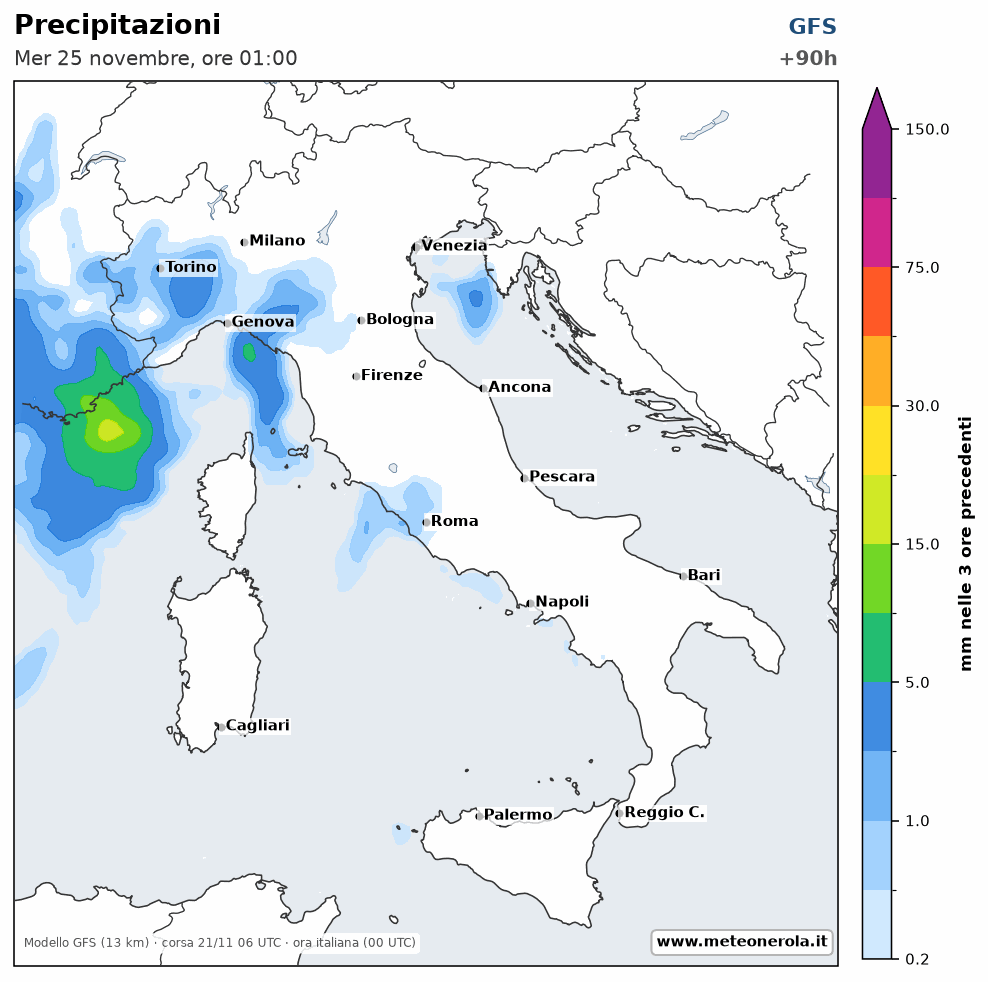 Precipitazioni
GFS
Mer 25 novembre, ore 01:00
+90h
150.0
75.0
30.0
15.0
5.0
1.0
0.2
mm nelle 3 ore precedenti
Milano
Venezia
Torino
Genova
Bologna
Firenze
Ancona
Pescara
Roma
Bari
Napoli
Cagliari
Palermo
Reggio C.
Modello GFS (13 km) · corsa 21/11 06 UTC · ora italiana (00 UTC)
www.meteonerola.it